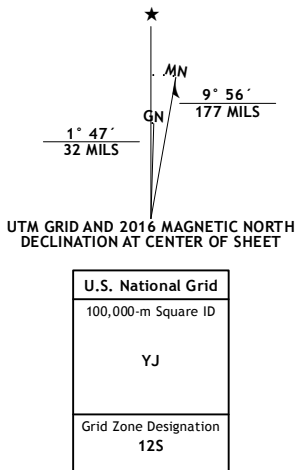 MN
GN
9° 56´
177 MILS
1° 47´
32 MILS
UTM GRID AND 2016 MAGNETIC NORTH
DECLINATION AT CENTER OF SHEET
U.S. National Grid
100,000-m Square ID
YJ
Grid Zone Designation
12S